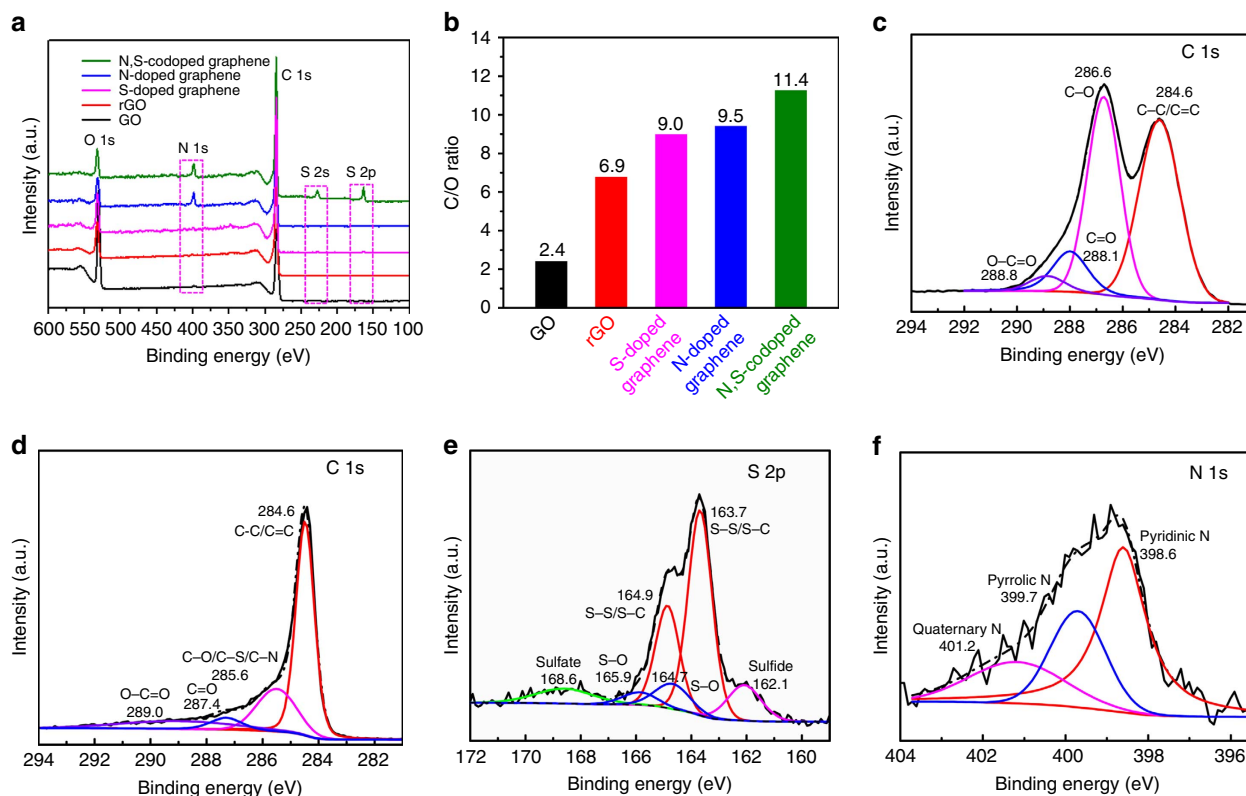 a
N,S-codoped graphene
N-doped graphene
S-doped graphene
rGO
GO
C 1s
O 1s
N 1s
S 2s
S 2p
Intensity (a.u.)
600 500 400 300 200 100
Binding energy (eV)
b
C/O ratio
14
12
10
8
6
4
2
0
2.4
6.9
9.0
9.5
11.4
GO
rGO
S-doped
graphene
N-doped
graphene
N,S-codoped
graphene
c
C 1s
286.6
C–O
284.6
C–C/C=C
C=O
288.1
O–C=O
288.8
Intensity (a.u.)
294 292 290 288 286 284 282
Binding energy (eV)
d
C 1s
284.6
C-C/C=C
C–O/C–S/C–N
285.6
C=O
287.4
O–C=O
289.0
Intensity (a.u.)
294 292 290 288 286 284 282
Binding energy (eV)
e
S 2p
163.7
S–S/S–C
164.9
S–S/S–C
Sulfate
168.6
S–O
165.9
164.7
S–O
Sulfide
162.1
Intensity (a.u.)
172 170 168 166 164 162 160
Binding energy (eV)
f
N 1s
Pyridinic N
398.6
Pyrrolic N
399.7
Quaternary N
401.2
Intensity (a.u.)
404 402 400 398 396
Binding energy (eV)